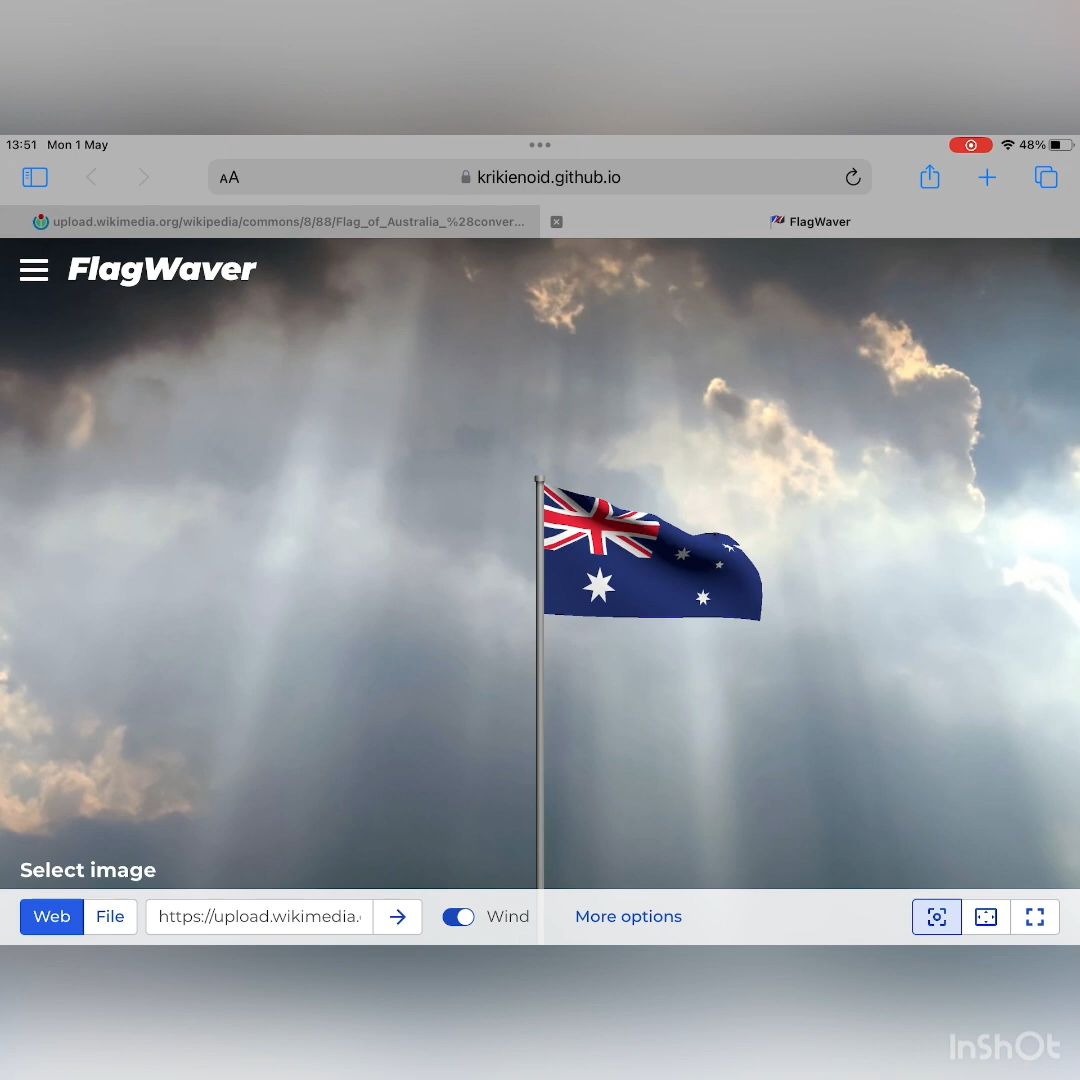 13:51 Mon 1 May
48%
AA
krikienoid.github.io
upload.wikimedia.org/wikipedia/commons/8/88/Flag_of_Australia_%28conver...
FlagWaver
FlagWaver
Select image
Web
File
https://upload.wikimedia.
Wind
More options
InShOt